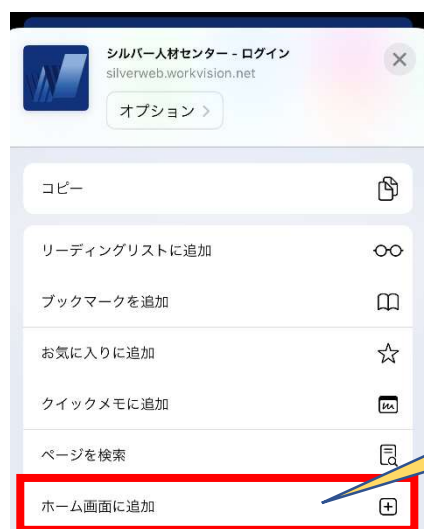 シルバー人材センター - ログイン
silverweb.workvision.net
オプション
コピー
リーディングリストに追加
ブックマークを追加
お気に入りに追加
クイックメモに追加
ページを検索
ホーム画面に追加